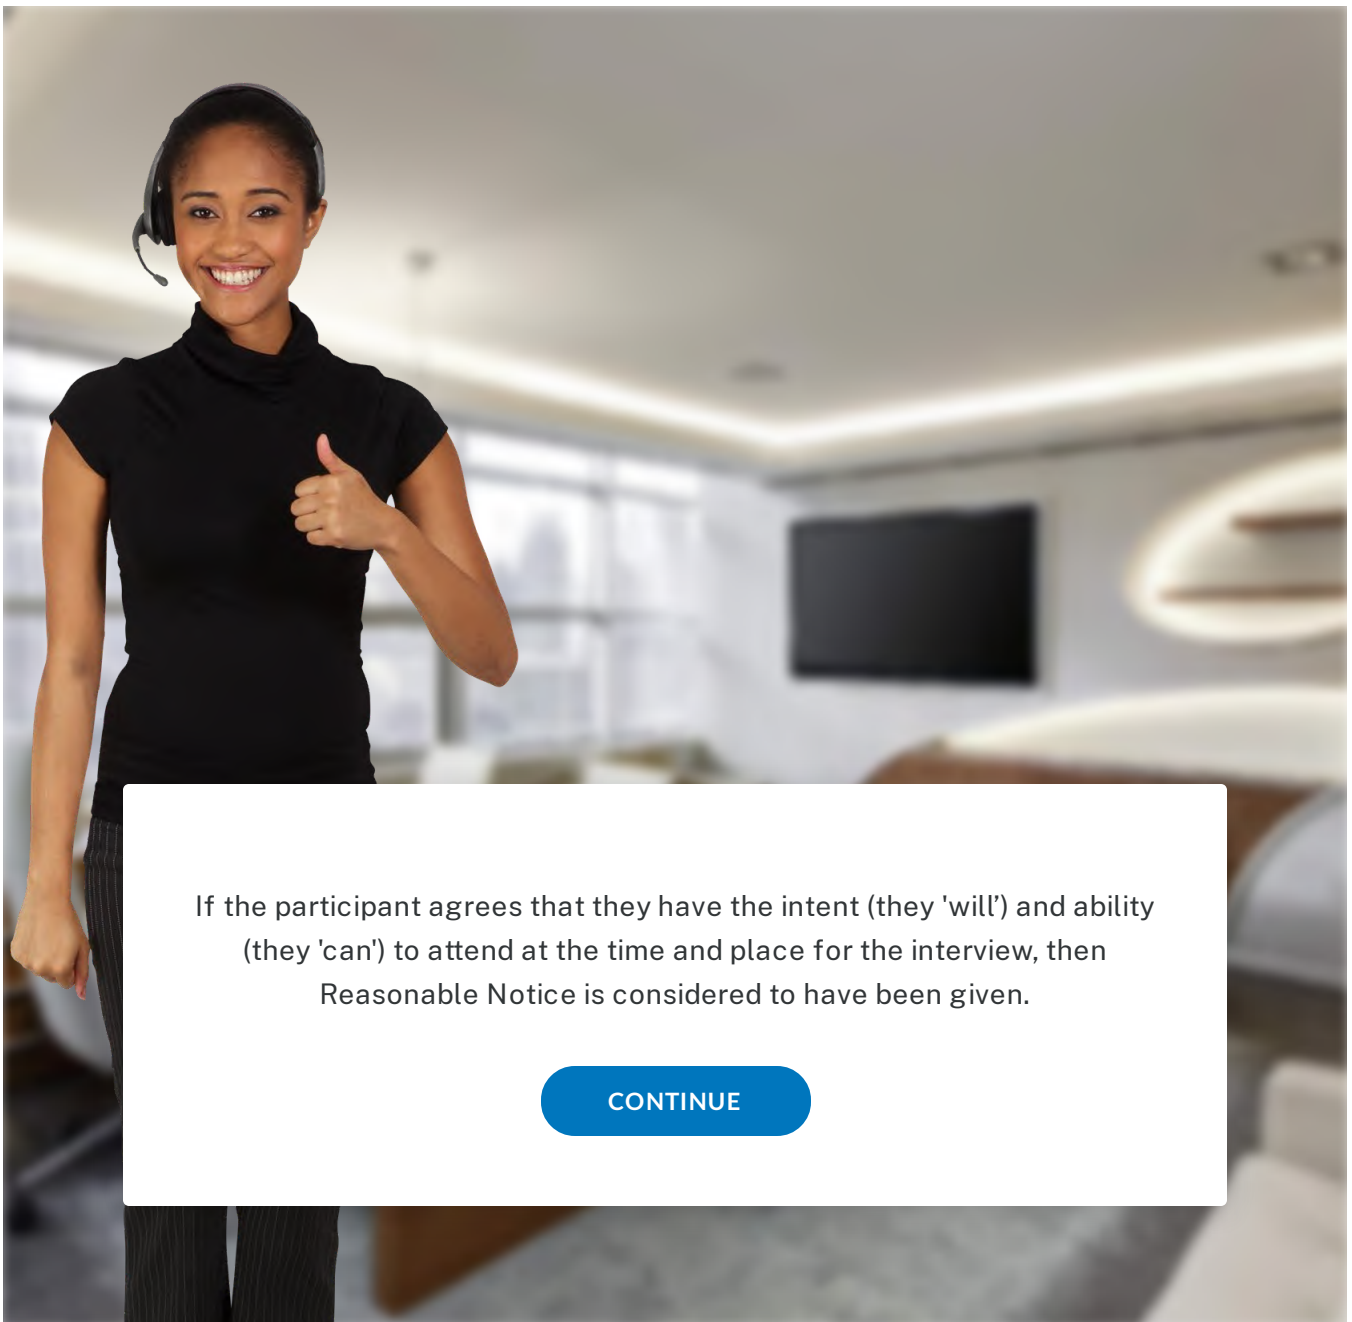 If the participant agrees that they have the intent (they 'will’) and ability
(they 'can') to attend at the time and place for the interview, then
Reasonable Notice is considered to have been given.
CONTINUE